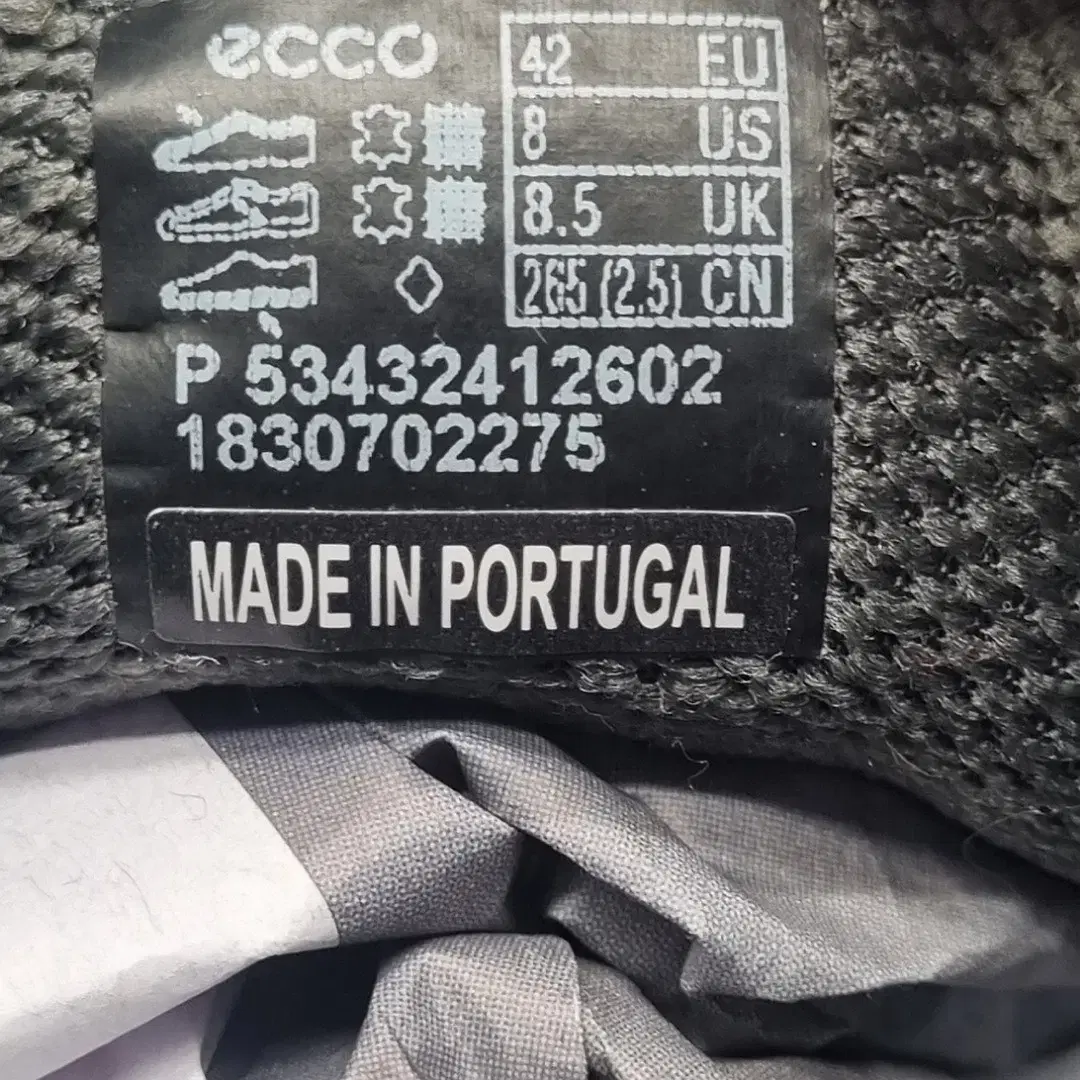 ecco
42 EU
8 US
8.5 UK
265 (2.5) CN
P 53432412602
1830702275
MADE IN PORTUGAL